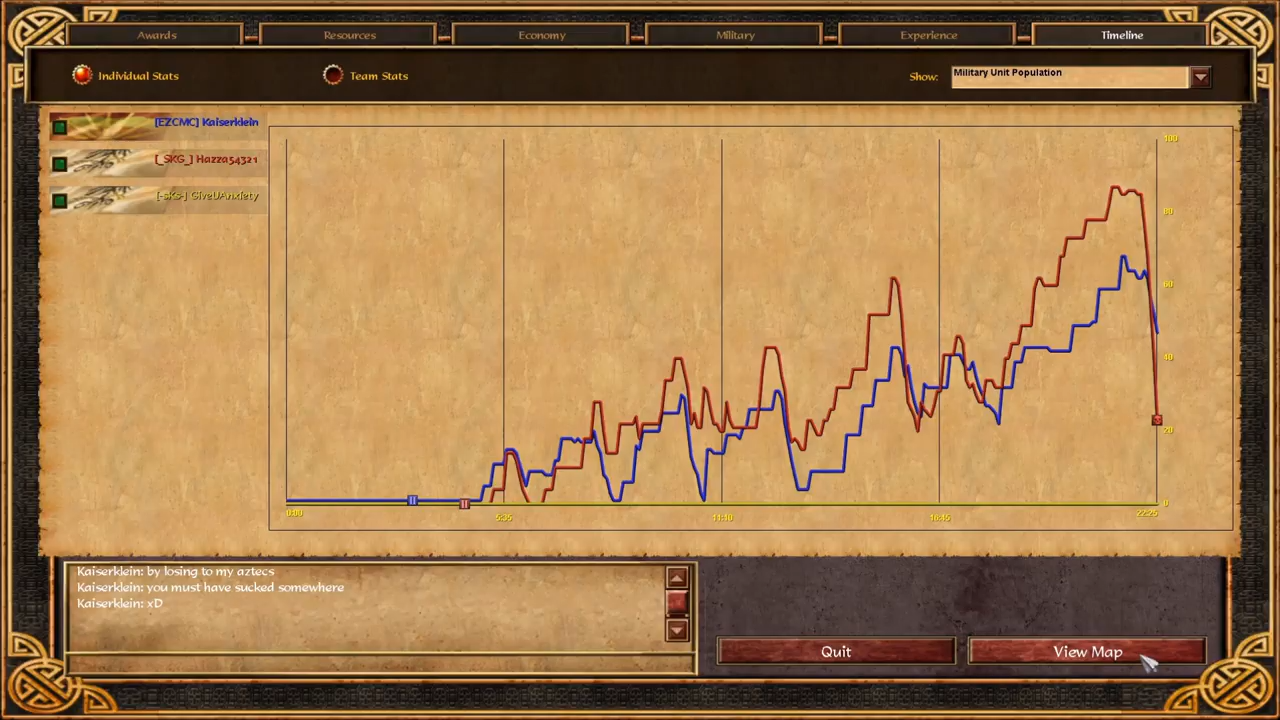 Awards
Resources
Economy
Military
Experience
Timeline
Individual Stats
Team Stats
Show:
Military Unit Population
[EZCMC] Kaiserklein
[_SKG_] Hazza54321
[-sKs-] GiveUAnxiety
100
80
60
40
20
0
0:00
5:35
11:10
16:45
22:25
Kaiserklein: by losing to my aztecs
Kaiserklein: you must have sucked somewhere
Kaiserklein: xD
Quit
View Map